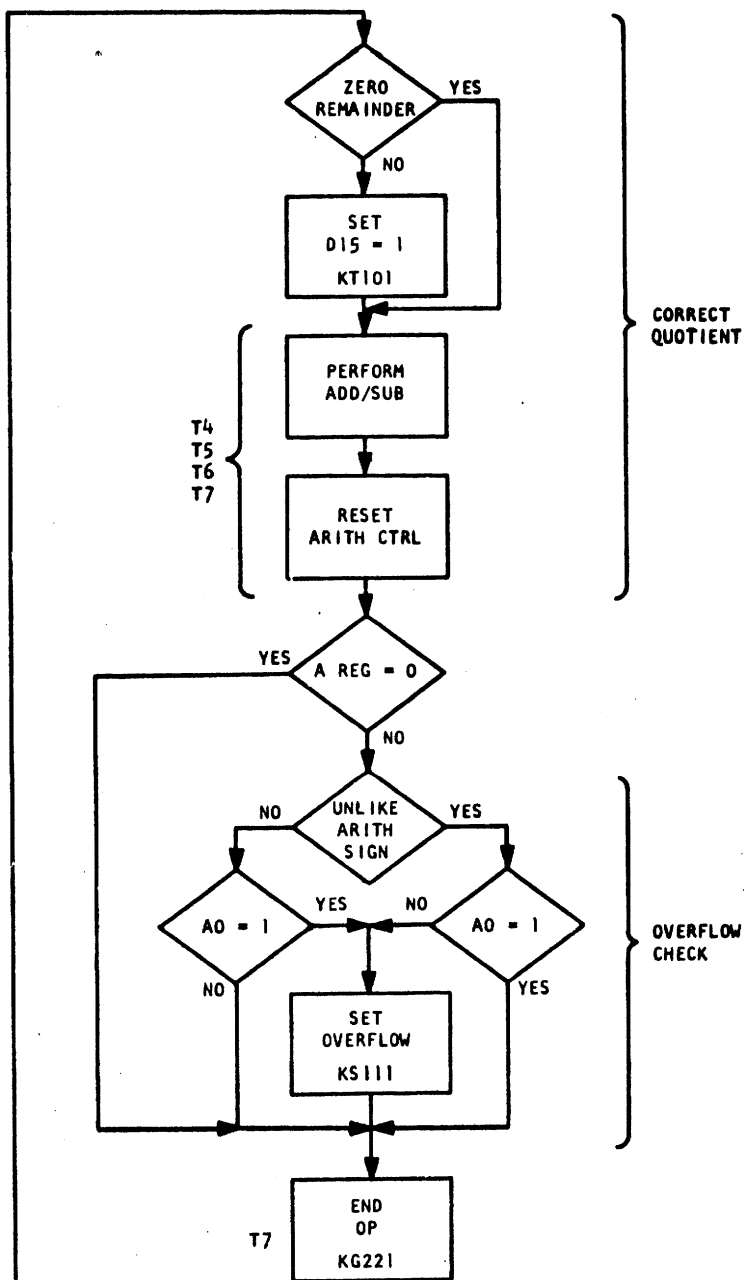 ZERO
REMAINDER
YES
NO
SET
D15 = 1
KT101
CORRECT
QUOTIENT
PERFORM
ADD/SUB
T4
T5
T6
T7
RESET
ARITH CTRL
YES
A REG = 0
NO
NO
UNLIKE
ARITH
SIGN
YES
A0 = 1
YES
NO
A0 = 1
NO
YES
OVERFLOW
CHECK
SET
OVERFLOW
KS111
T7
END
OP
KG221